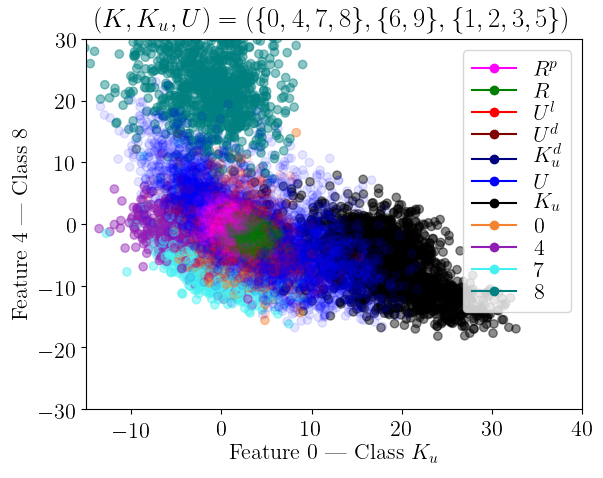 (K, K_u, U) = ({0, 4, 7, 8}, {6, 9}, {1, 2, 3, 5})
Feature 4 — Class 8
30
20
10
0
−10
−20
−30
R^p
R
U^l
U^d
K_u^d
U
K_u
0
4
7
8
−10
0
10
20
30
40
Feature 0 — Class K_u